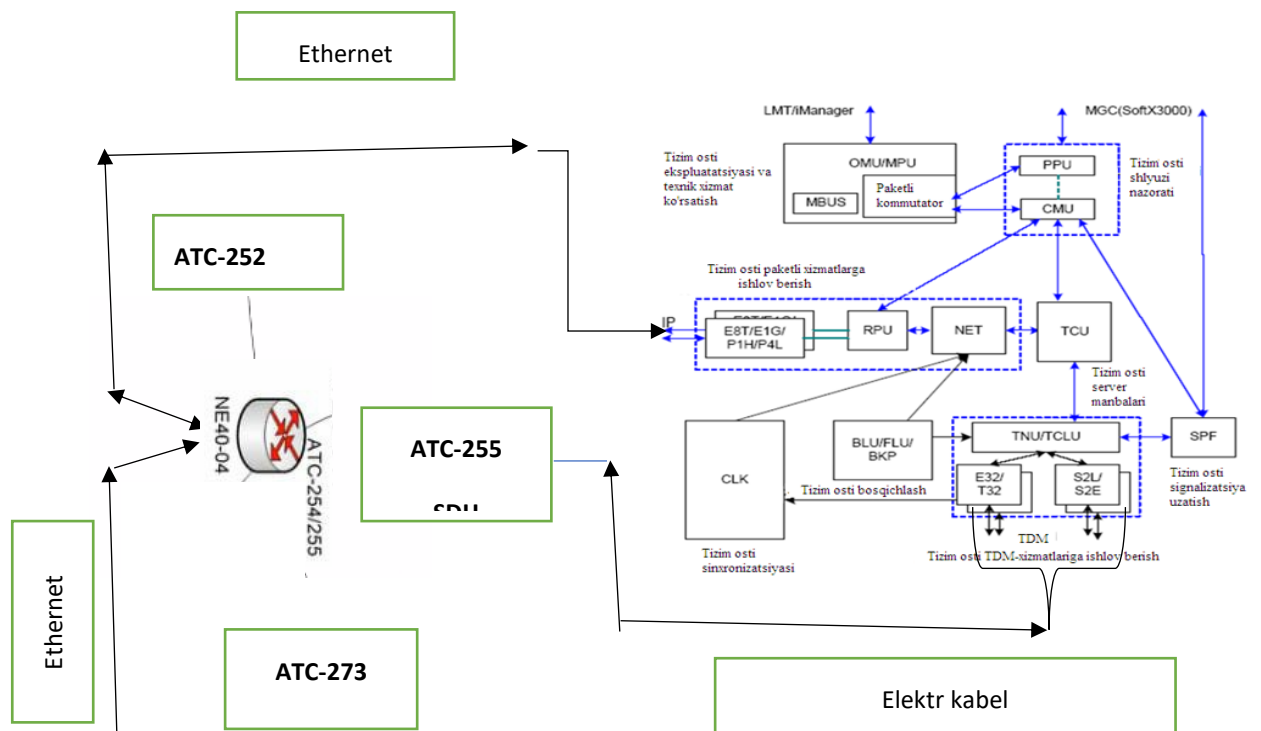 Ethernet
LMT/iManager
MGC(SoftX3000)
Tizim osti
ekspluatatsiyasi va
texnik xizmat
ko'rsatish
OMU/MPU
MBUS
Paketli
kommutator
PPU
CMU
Tizim osti
shlyuzi
nazorati
ATC-252
Tizim osti paketli xizmatlarga
ishlov berish
IP
E8T/E1G/
E8T/E1G/
P1H/P4L
RPU
NET
TCU
Tizim osti
server
manbalari
NE40-04
ATC-254/255
ATC-255
CLK
BLU/FLU/
BKP
TNU/TCLU
SPF
E32/
T32
S2L/
S2E
Tizim osti bosqichlash
Tizim osti
signalizatsiya
uzatish
Tizim osti
sinxronizatsiyasi
TDM
Tizim osti TDM-xizmatlariga ishlov berish
Ethernet
ATC-273
Elektr kabel